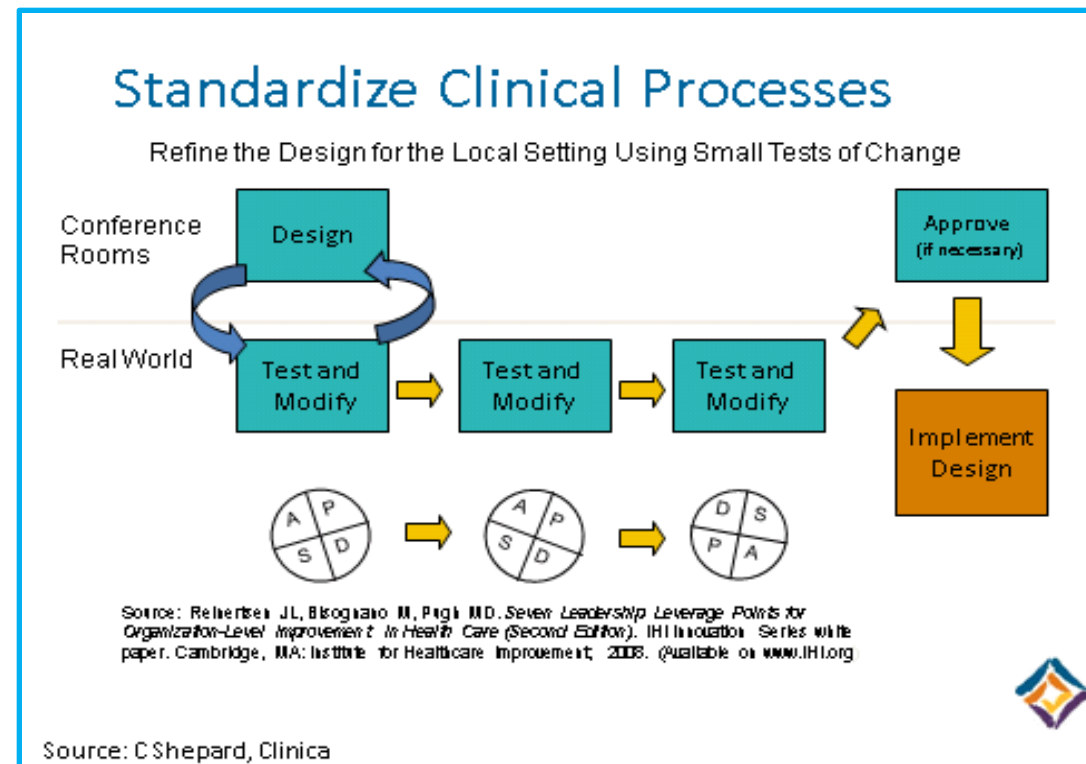 Standardize Clinical Processes
Refine the Design for the Local Setting Using Small Tests of Change
Conference
Rooms
Design
Approve
(if necessary)
Real World
Test and
Modify
Test and
Modify
Test and
Modify
Implement
Design
A P
S D
A P
S D
D S
P A
Source: Reinertsen JL, Bisognano M, Pugh MD. Seven Leadership Leverage Points for
Organization-Level Improvement in Health Care (Second Edition). IHI Innovation Series white
paper. Cambridge, MA: Institute for Healthcare Improvement; 2008. (Available on www.IHI.org
Source: C Shepard, Clinica